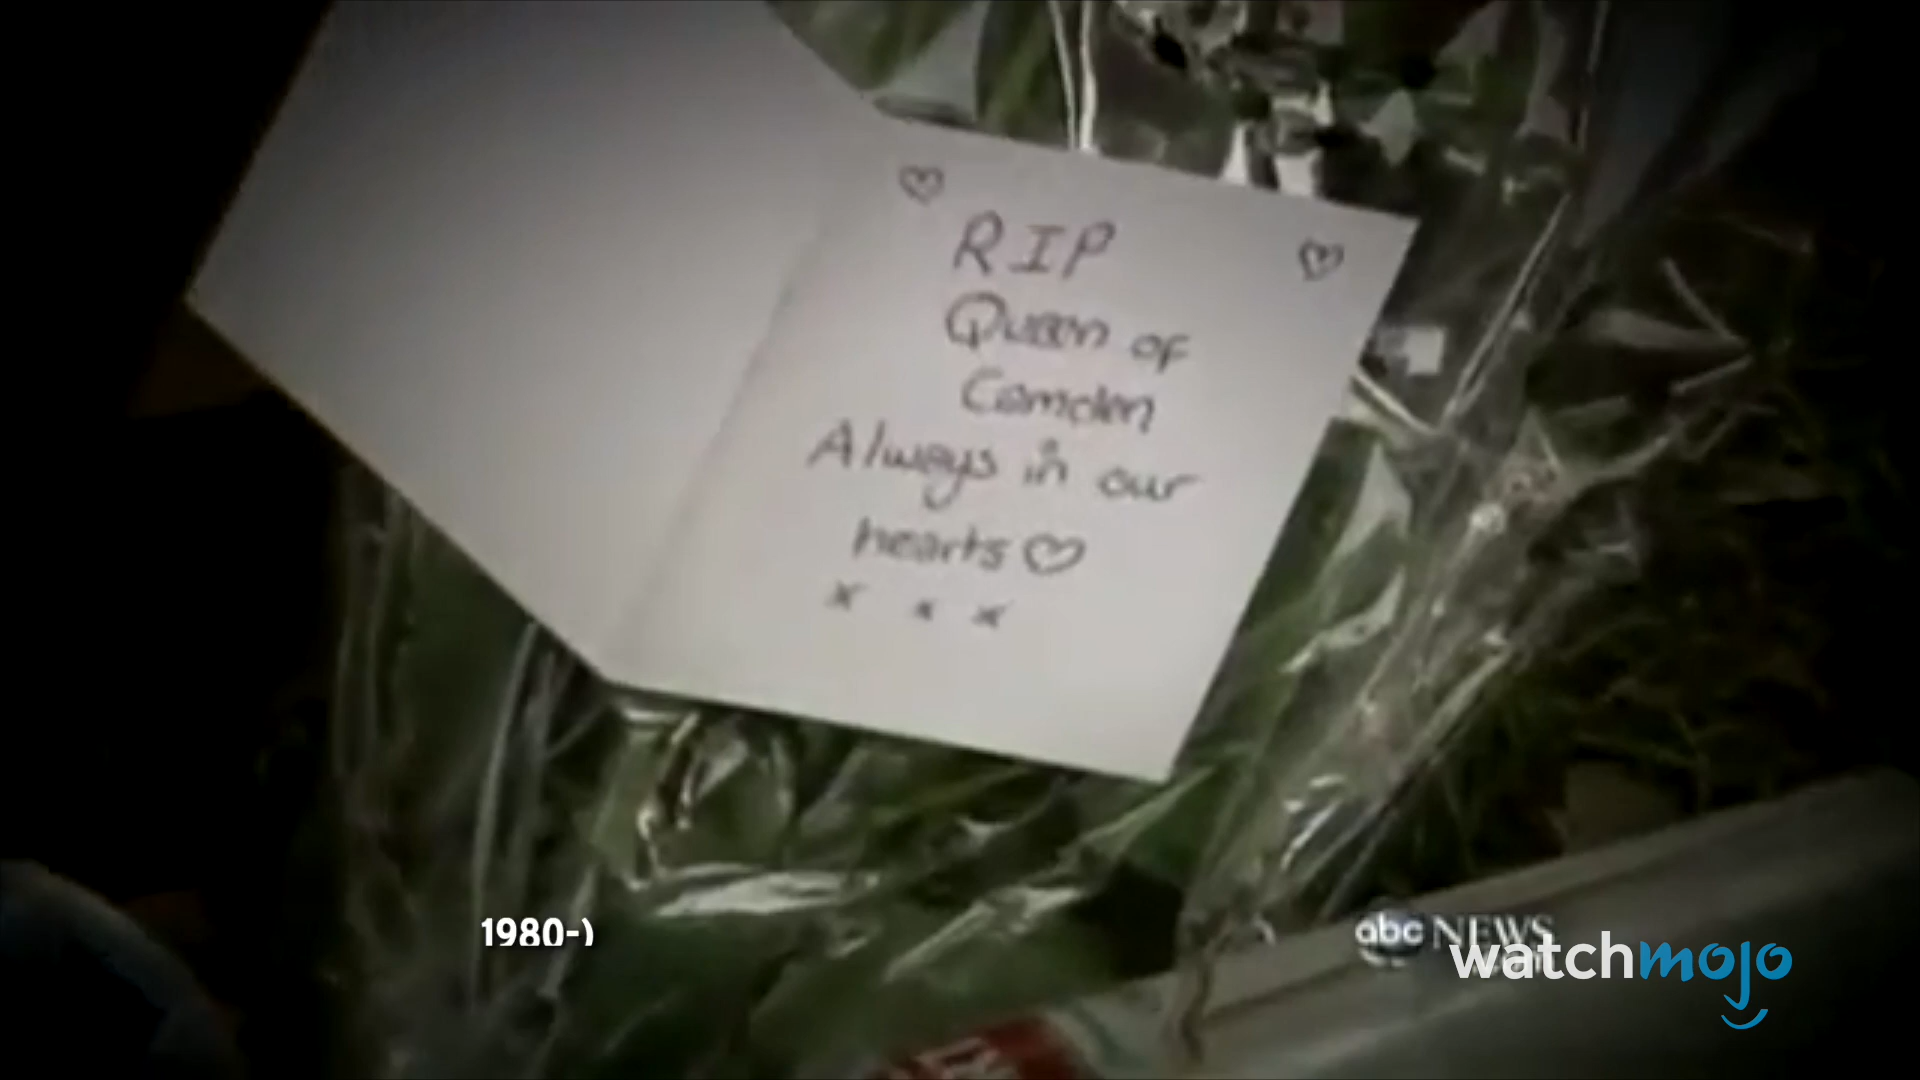 RIP
Queen of
Camden
Always in our
hearts ♡
x x x
1980-)
abc NEWS
watchmojo